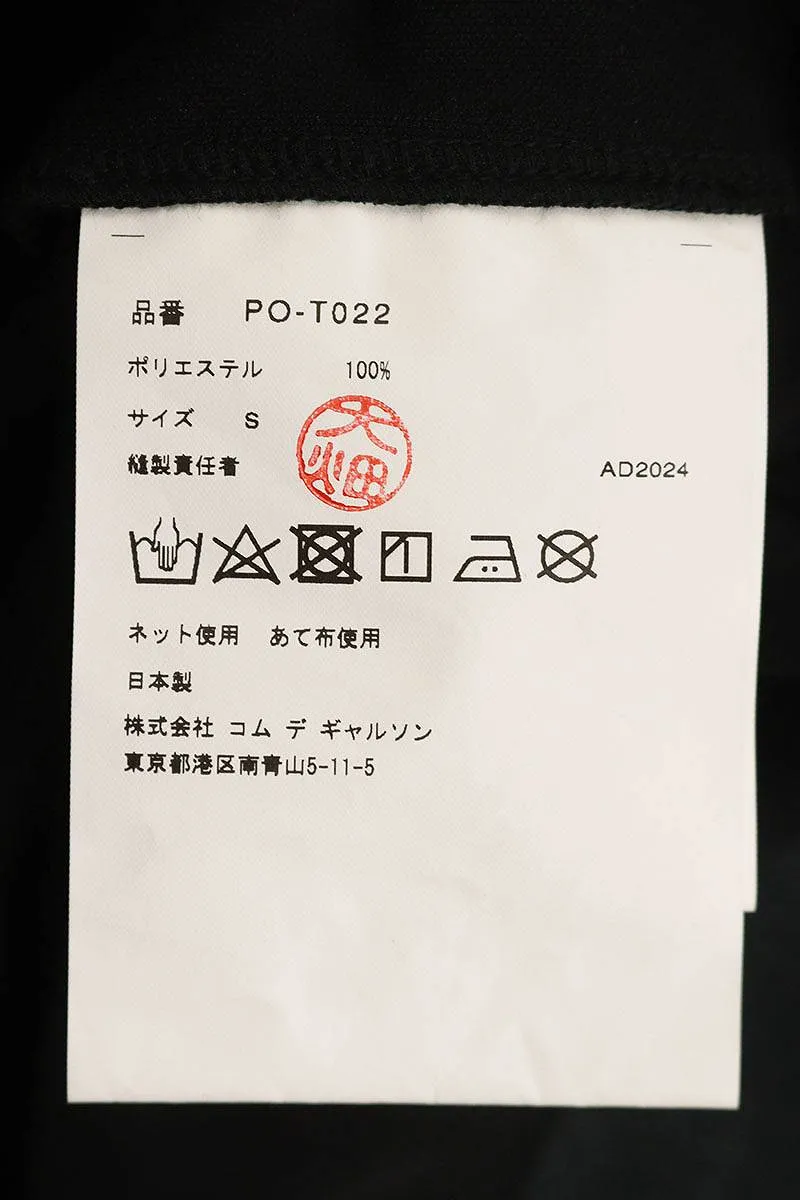 品番 PO-T022
ポリエステル 100%
サイズ S
大畑
縫製責任者 AD2024
ネット使用 あて布使用
日本製
株式会社 コム デ ギャルソン
東京都港区南青山5-11-5